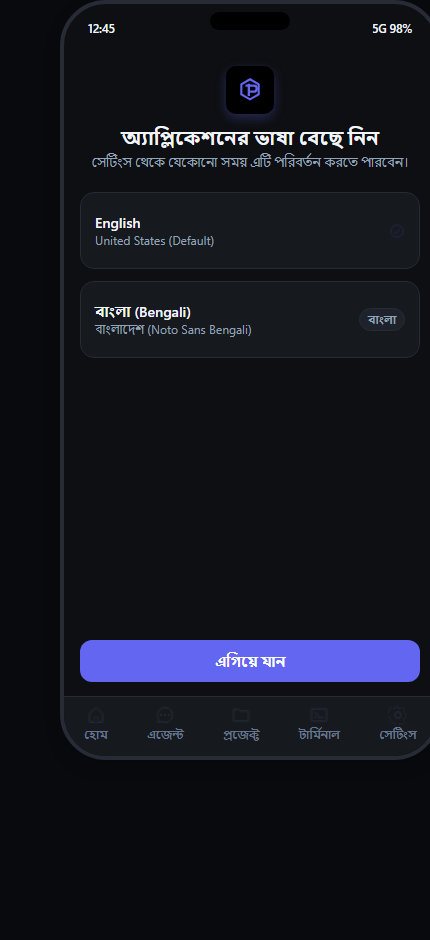 12:45
5G 98%
অ্যাপ্লিকেশনের ভাষা বেছে নিন
সেটিংস থেকে যেকোনো সময় এটি পরিবর্তন করতে পারবেন।
English
United States (Default)
বাংলা (Bengali)
বাংলাদেশ (Noto Sans Bengali)
বাংলা
এগিয়ে যান
হোম
এজেন্ট
প্রজেক্ট
টার্মিনাল
সেটিংস